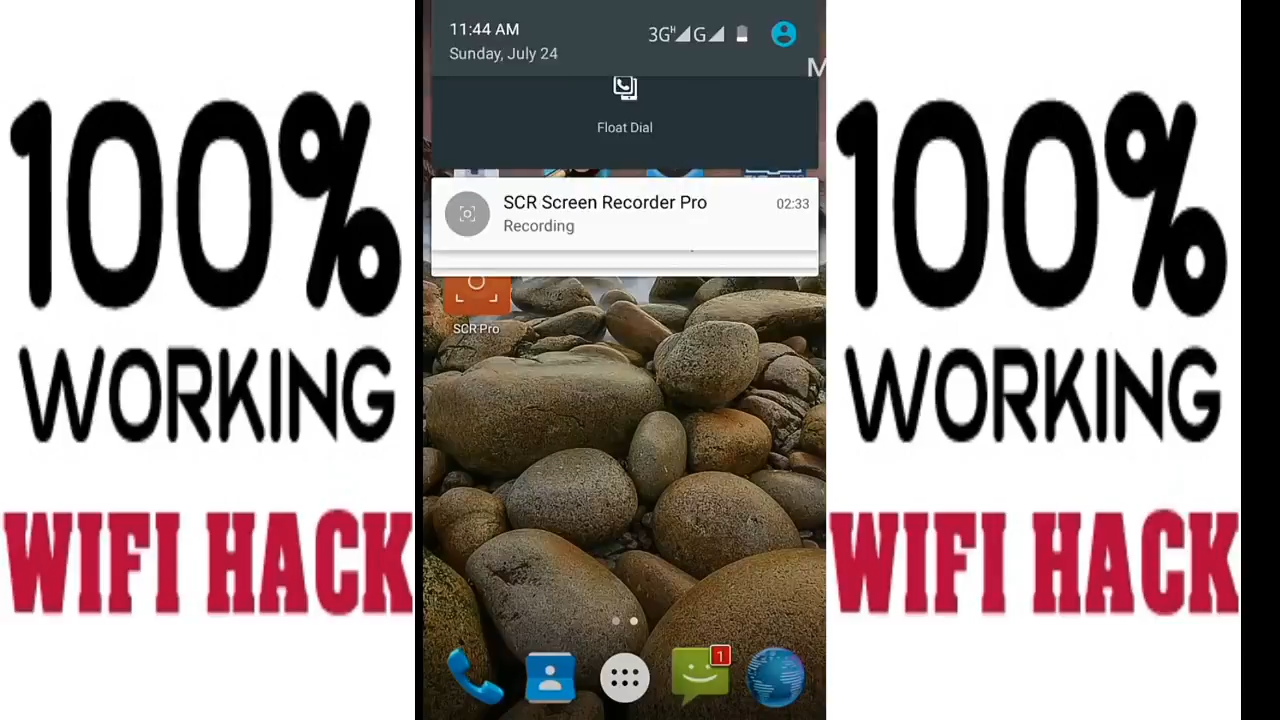 100%
WORKING
WIFI HACK
11:44 AM
Sunday, July 24
3G H G
M
Float Dial
SCR Screen Recorder Pro
02:33
Recording
SCR Pro
1
100%
WORKING
WIFI HACK